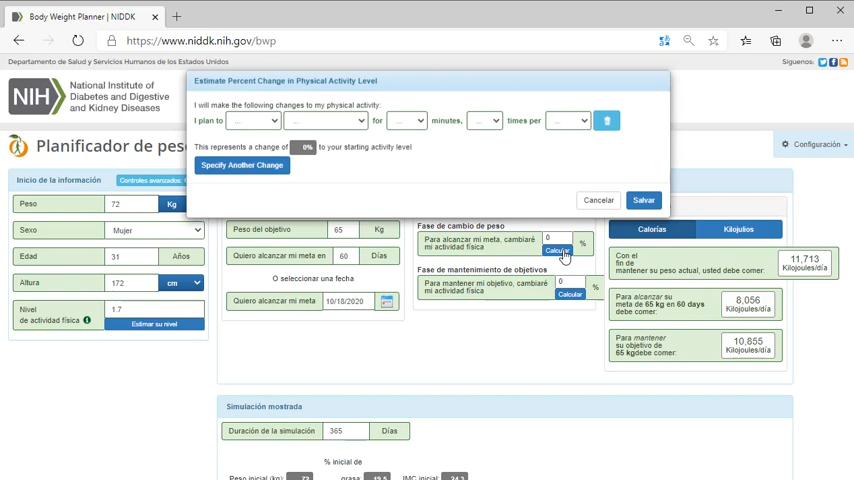 Body Weight Planner | NIDDK
https://www.niddk.nih.gov/bwp
Departamento de Salud y Servicios Humanos de los Estados Unidos
Síguenos:
NIH
National Institute of
Diabetes and Digestive
and Kidney Diseases
Planificador de pes
Configuración
Estimate Percent Change in Physical Activity Level
I will make the following changes to my physical activity:
I plan to ... ... for ... minutes, ... times per ...
This represents a change of 0% to your starting activity level
Specify Another Change
Cancelar
Salvar
Inicio de la información
Controles avanzados:
Peso 72 Kg
Sexo Mujer
Edad 31 Años
Altura 172 cm
Nivel
de actividad física 1.7
Estimar su nivel
Peso del objetivo 65 Kg
Quiero alcanzar mi meta en 60 Días
O seleccionar una fecha
Quiero alcanzar mi meta 10/18/2020
Fase de cambio de peso
Para alcanzar mi meta, cambiaré
mi actividad física
0 %
Calcular
Fase de mantenimiento de objetivos
Para mantener mi objetivo, cambiaré
mi actividad física
0 %
Calcular
Calorías
Kilojulios
Con el
fin de
mantener su peso actual, usted debe comer:
11,713
Kilojoules/día
Para alcanzar su
meta de 65 kg en 60 días
debe comer:
8,056
Kilojoules/día
Para mantener
su objetivo de
65 kgdebe comer:
10,855
Kilojoules/día
Simulación mostrada
Duración de la simulación 365 Días
% inicial de
Peso inicial (kg): 72 grasa: 19.5 IMC inicial: 24.3